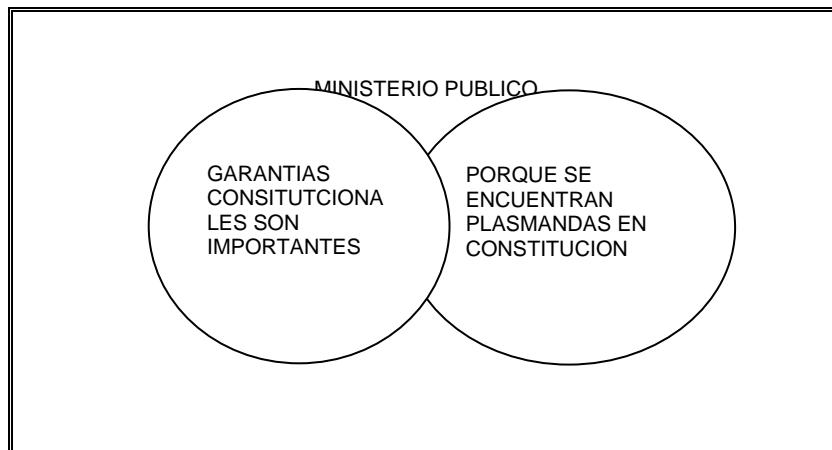 MINISTERIO PUBLICO
GARANTIAS
CONSITUTCIONA
LES SON
IMPORTANTES
PORQUE SE
ENCUENTRAN
PLASMANDAS EN
CONSTITUCION